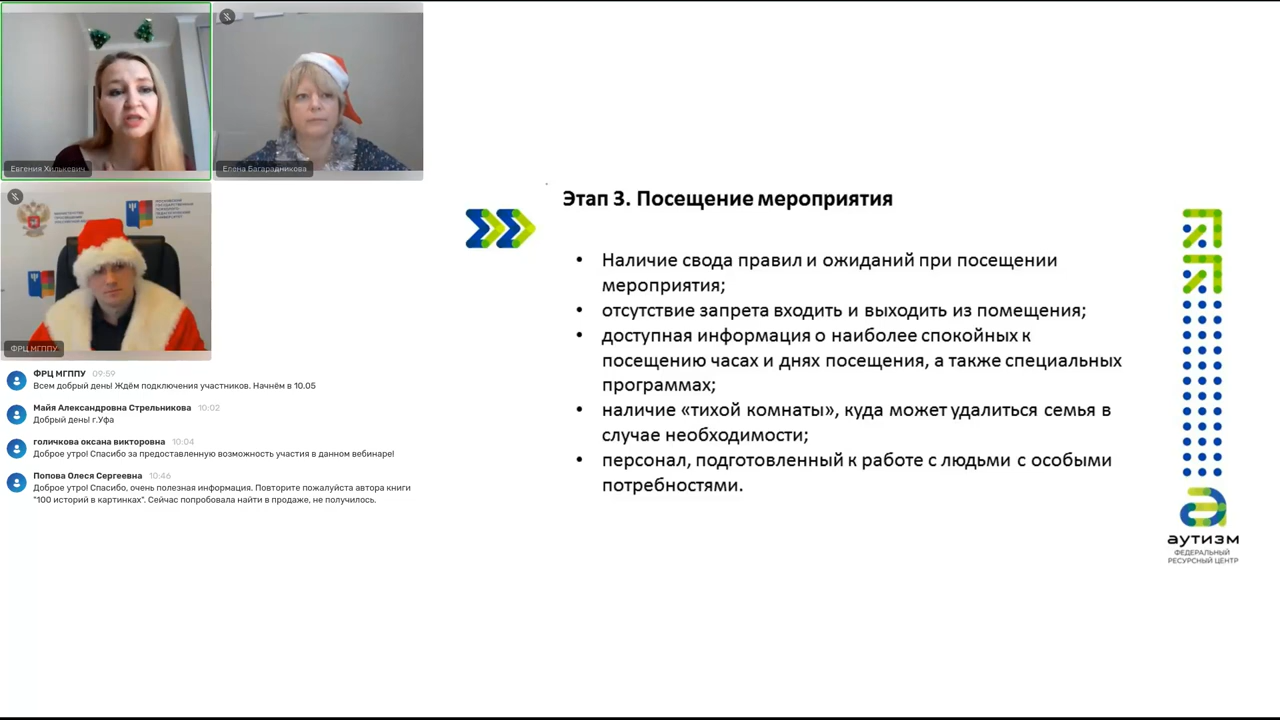 Евгения Хилькевич
Елена Багарадникова
ФРЦ МГППУ
ФРЦ МГППУ 09:59
Всем добрый день! Ждём подключения участников. Начнём в 10.05
Майя Александровна Стрельникова 10:02
Добрый день! г.Уфа
голичкова оксана викторовна 10:04
Доброе утро! Спасибо за предоставленную возможность участия в данном вебинаре!
Попова Олеся Сергеевна 10:46
Доброе утро! Спасибо, очень полезная информация. Повторите пожалуйста автора книги
"100 историй в картинках". Сейчас попробовала найти в продаже, не получилось.
Этап 3. Посещение мероприятия
• Наличие свода правил и ожиданий при посещении
мероприятия;
• отсутствие запрета входить и выходить из помещения;
• доступная информация о наиболее спокойных к
посещению часах и днях посещения, а также специальных
программах;
• наличие «тихой комнаты», куда может удалиться семья в
случае необходимости;
• персонал, подготовленный к работе с людьми с особыми
потребностями.
аутизм
ФЕДЕРАЛЬНЫЙ
РЕСУРСНЫЙ ЦЕНТР